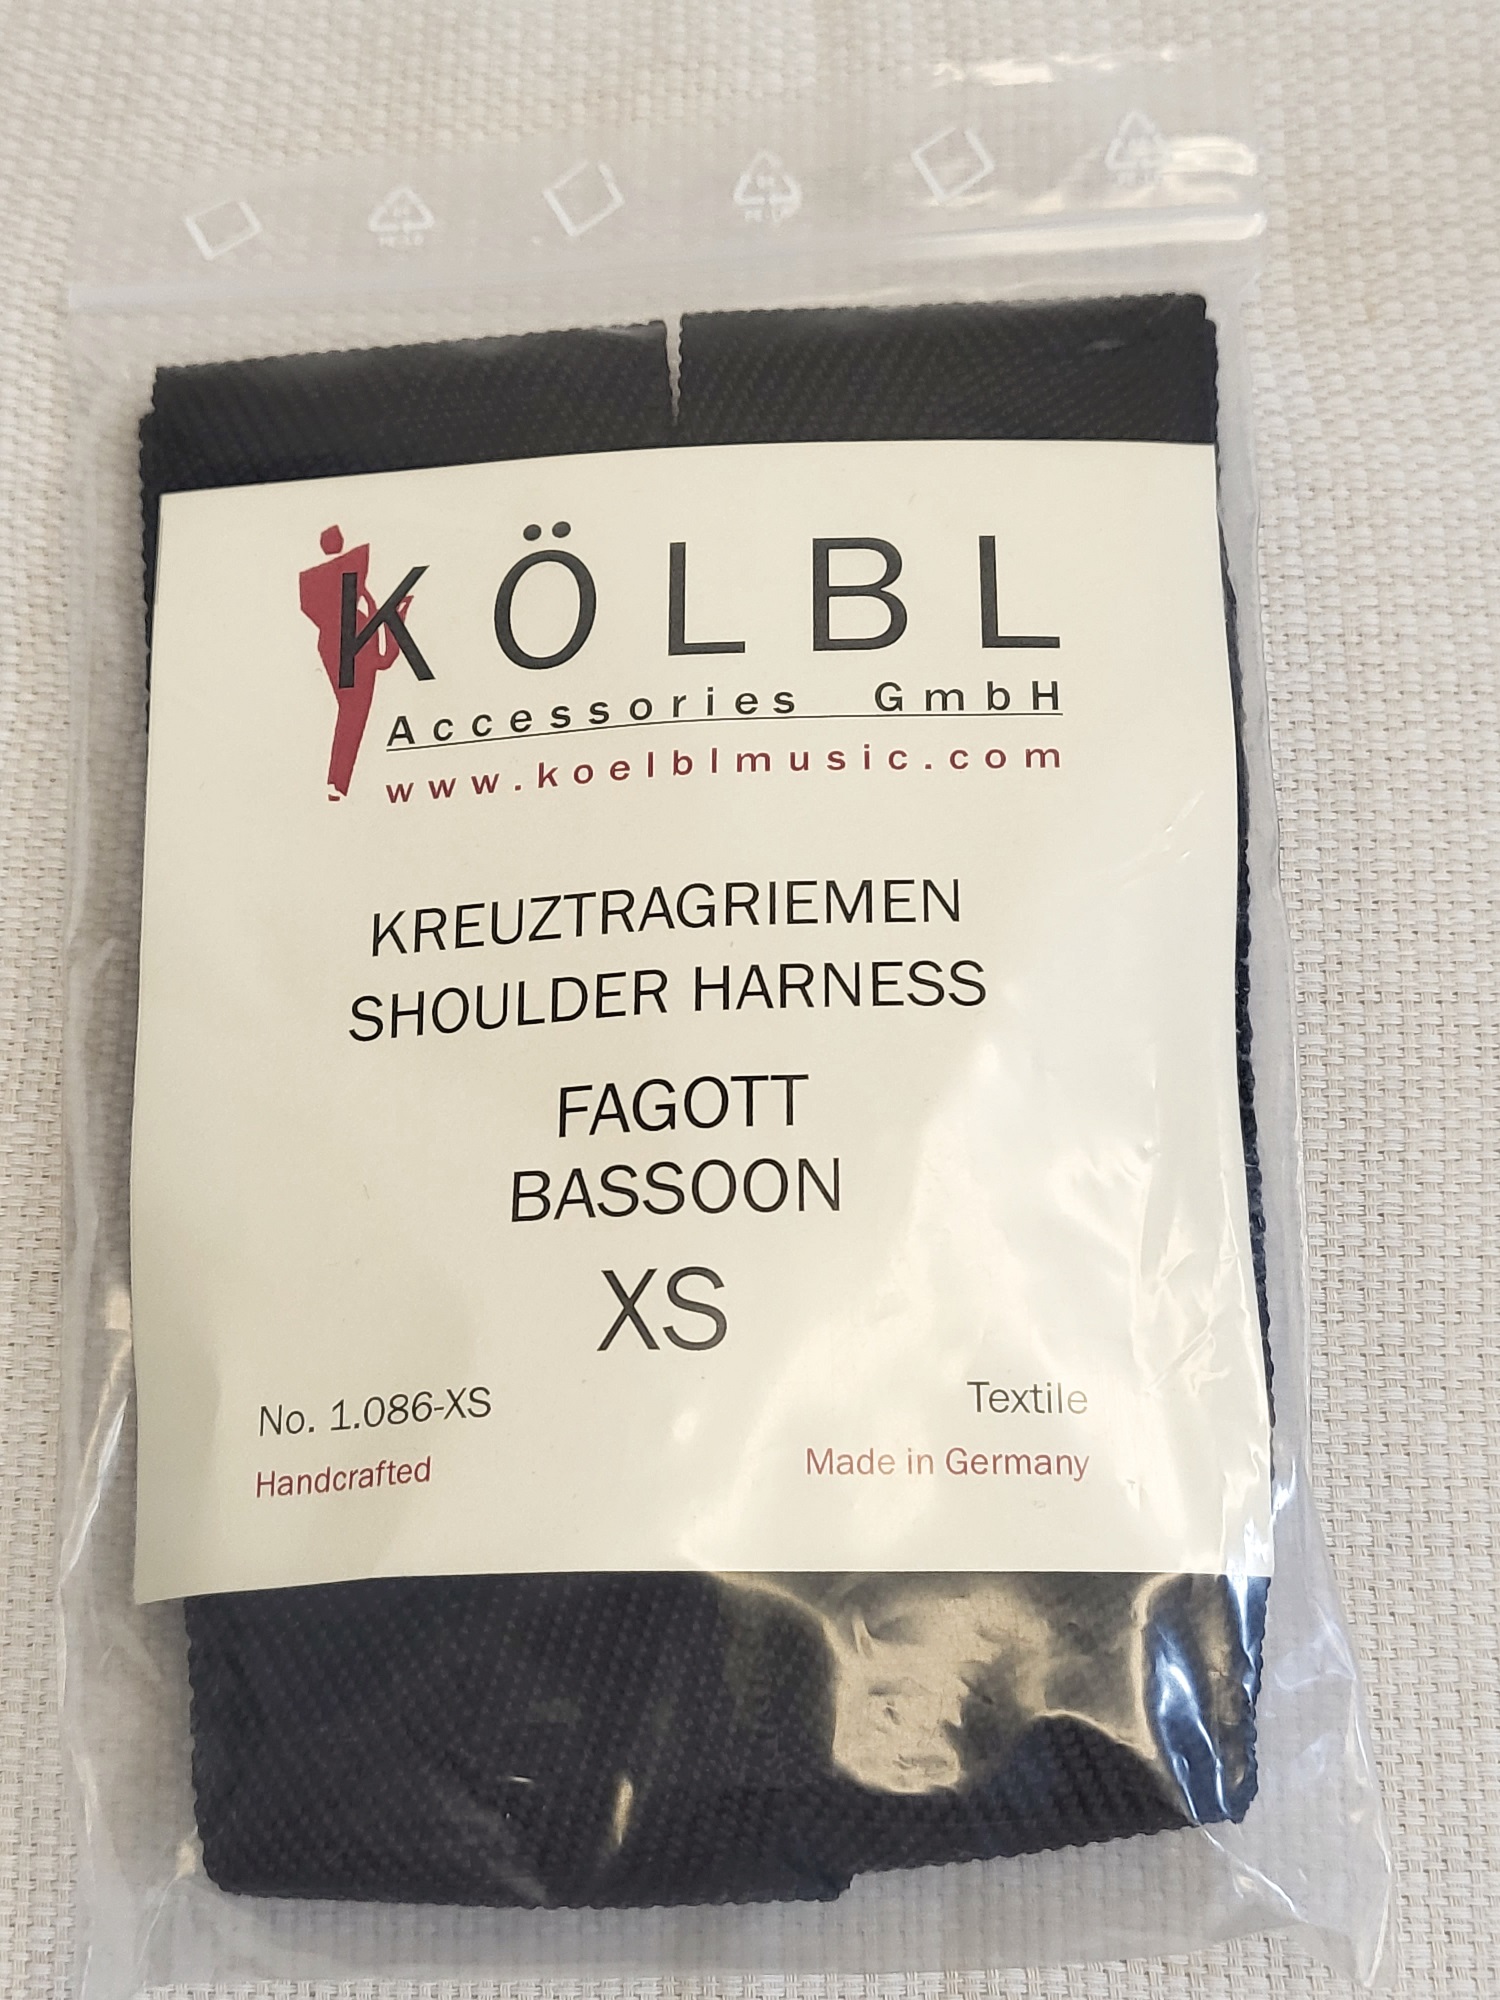 KÖLBL
Accessories GmbH
www.koelblmusic.com
KREUZTRAGRIEMEN
SHOULDER HARNESS
FAGOTT
BASSOON
XS
No. 1.086-XS
Textile
Handcrafted
Made in Germany